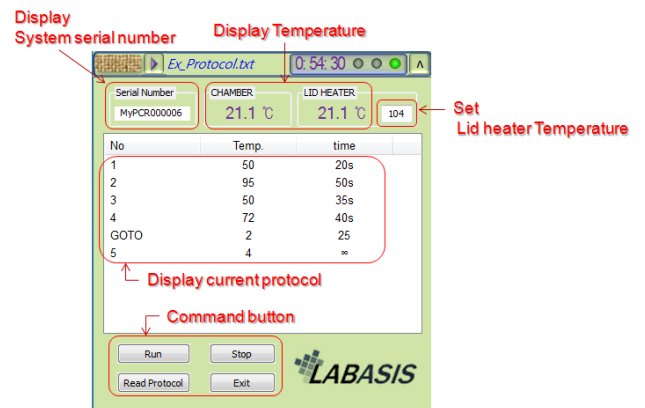 Display
System serial number
Display Temperature
Ex_Protocol.txt
0: 54: 30
Serial Number
CHAMBER
LID HEATER
MyPCR000006
21.1 ℃
21.1 ℃
104
Set
Lid heater Temperature
No Temp. time
1 50 20s
2 95 50s
3 50 35s
4 72 40s
GOTO 2 25
5 4 ∞
Display current protocol
Command button
Run Stop
Read Protocol Exit
LABASIS